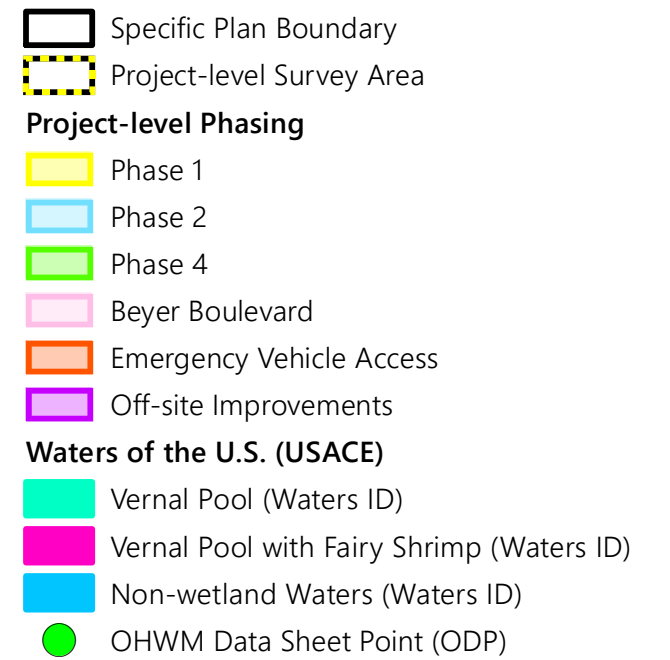 Specific Plan Boundary
Project-level Survey Area
Project-level Phasing
Phase 1
Phase 2
Phase 4
Beyer Boulevard
Emergency Vehicle Access
Off-site Improvements
Waters of the U.S. (USACE)
Vernal Pool (Waters ID)
Vernal Pool with Fairy Shrimp (Waters ID)
Non-wetland Waters (Waters ID)
OHWM Data Sheet Point (ODP)